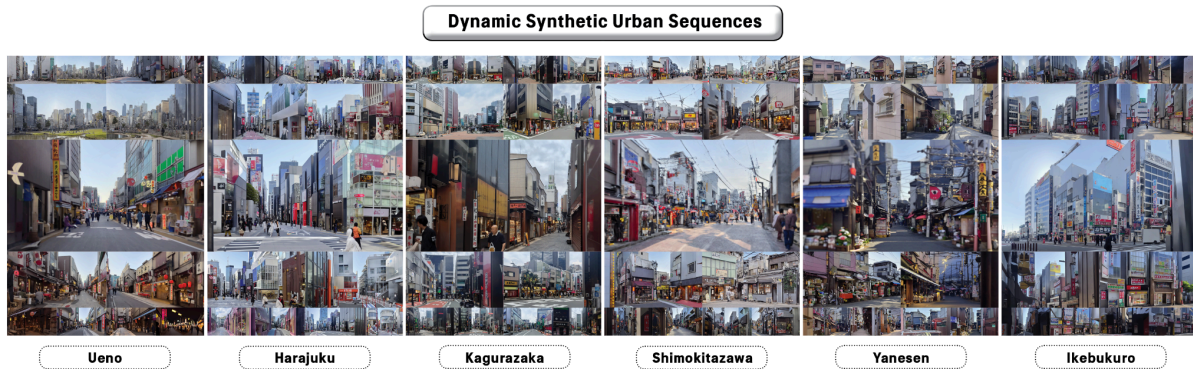 Dynamic Synthetic Urban Sequences
Ueno
Harajuku
Kagurazaka
Shimokitazawa
Yanesen
Ikebukuro